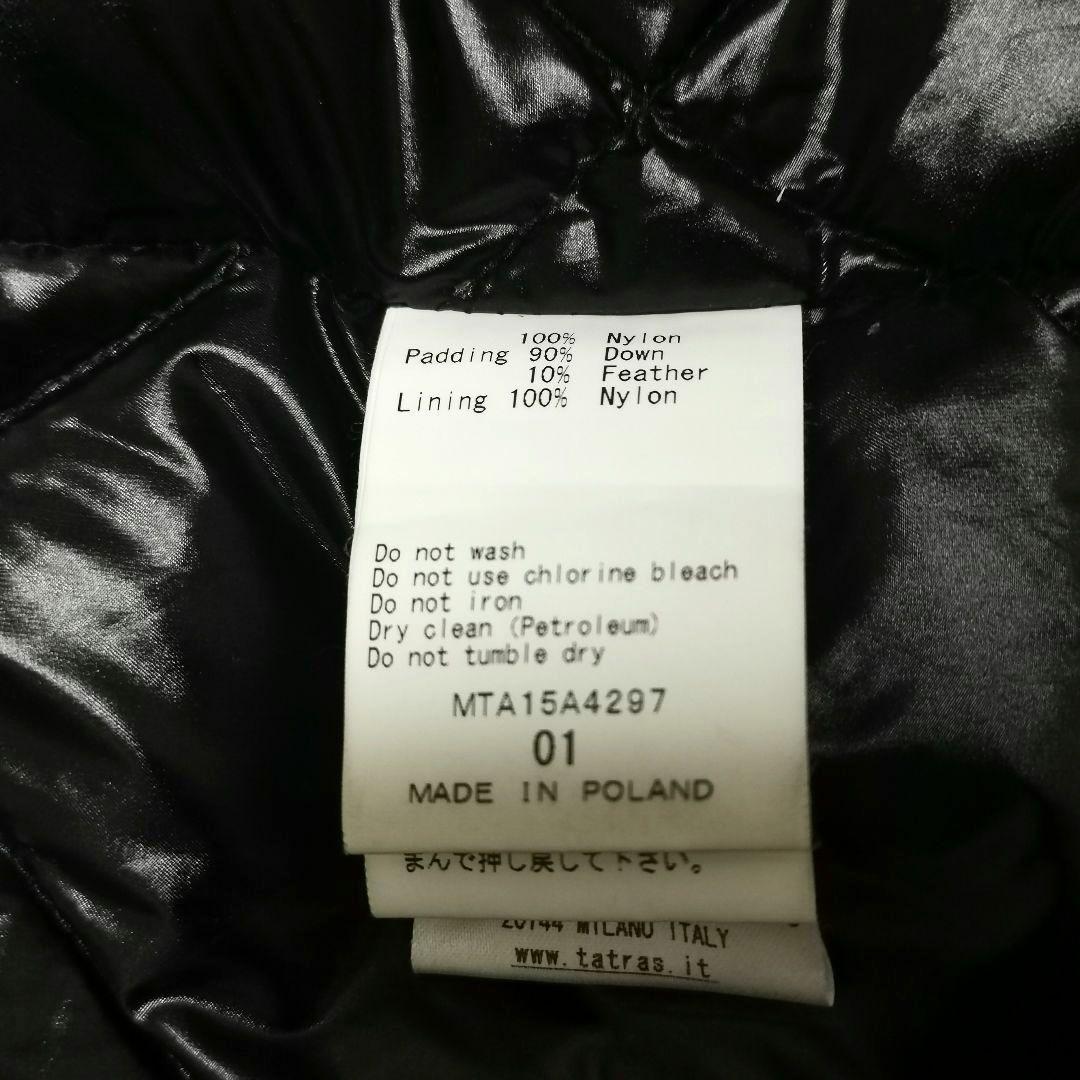 100% Nylon
Padding 90% Down
10% Feather
Lining 100% Nylon
Do not wash
Do not use chlorine bleach
Do not iron
Dry clean (Petroleum)
Do not tumble dry
MTA15A4297
01
MADE IN POLAND
まんで押し戻して下さい。
20144 MILANO ITALY
www.tatras.it